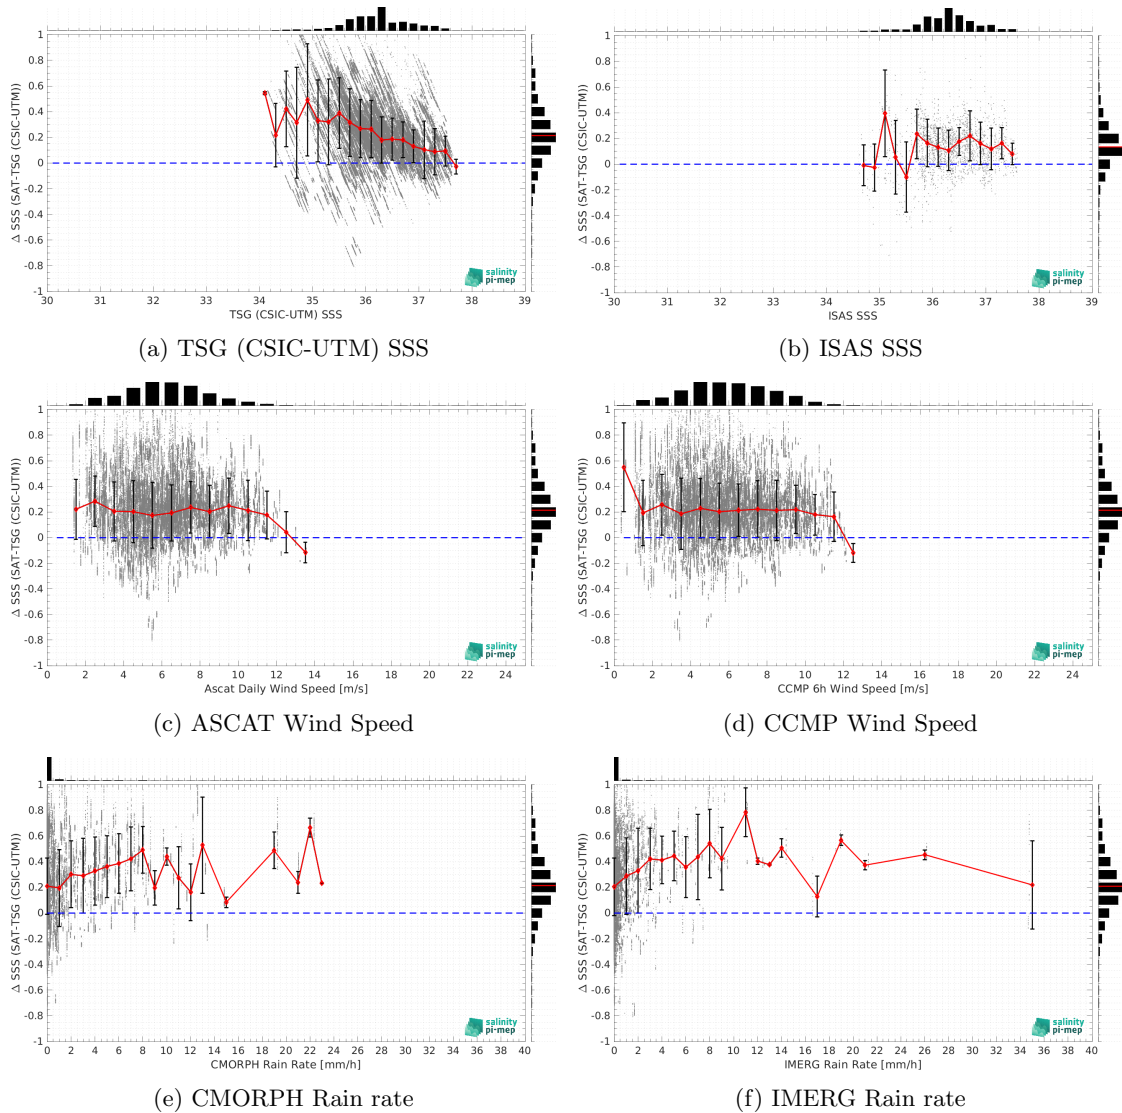 Δ SSS (SAT-TSG (CSIC-UTM))
1
0.8
0.6
0.4
0.2
0
-0.2
-0.4
-0.6
-0.8
-1
30 31 32 33 34 35 36 37 38 39
TSG (CSIC-UTM) SSS
salinity
pi-mep
(a) TSG (CSIC-UTM) SSS
Δ SSS (SAT-TSG (CSIC-UTM))
1
0.8
0.6
0.4
0.2
0
-0.2
-0.4
-0.6
-0.8
-1
30 31 32 33 34 35 36 37 38 39
ISAS SSS
salinity
pi-mep
(b) ISAS SSS
Δ SSS (SAT-TSG (CSIC-UTM))
1
0.8
0.6
0.4
0.2
0
-0.2
-0.4
-0.6
-0.8
-1
0 2 4 6 8 10 12 14 16 18 20 22 24
Ascat Daily Wind Speed [m/s]
salinity
pi-mep
(c) ASCAT Wind Speed
Δ SSS (SAT-TSG (CSIC-UTM))
1
0.8
0.6
0.4
0.2
0
-0.2
-0.4
-0.6
-0.8
-1
0 2 4 6 8 10 12 14 16 18 20 22 24
CCMP 6h Wind Speed [m/s]
salinity
pi-mep
(d) CCMP Wind Speed
Δ SSS (SAT-TSG (CSIC-UTM))
1
0.8
0.6
0.4
0.2
0
-0.2
-0.4
-0.6
-0.8
-1
0 2 4 6 8 10 12 14 16 18 20 22 24 26 28 30 32 34 36 38 40
CMORPH Rain Rate [mm/h]
salinity
pi-mep
(e) CMORPH Rain rate
Δ SSS (SAT-TSG (CSIC-UTM))
1
0.8
0.6
0.4
0.2
0
-0.2
-0.4
-0.6
-0.8
-1
0 2 4 6 8 10 12 14 16 18 20 22 24 26 28 30 32 34 36 38 40
IMERG Rain Rate [mm/h]
salinity
pi-mep
(f) IMERG Rain rate